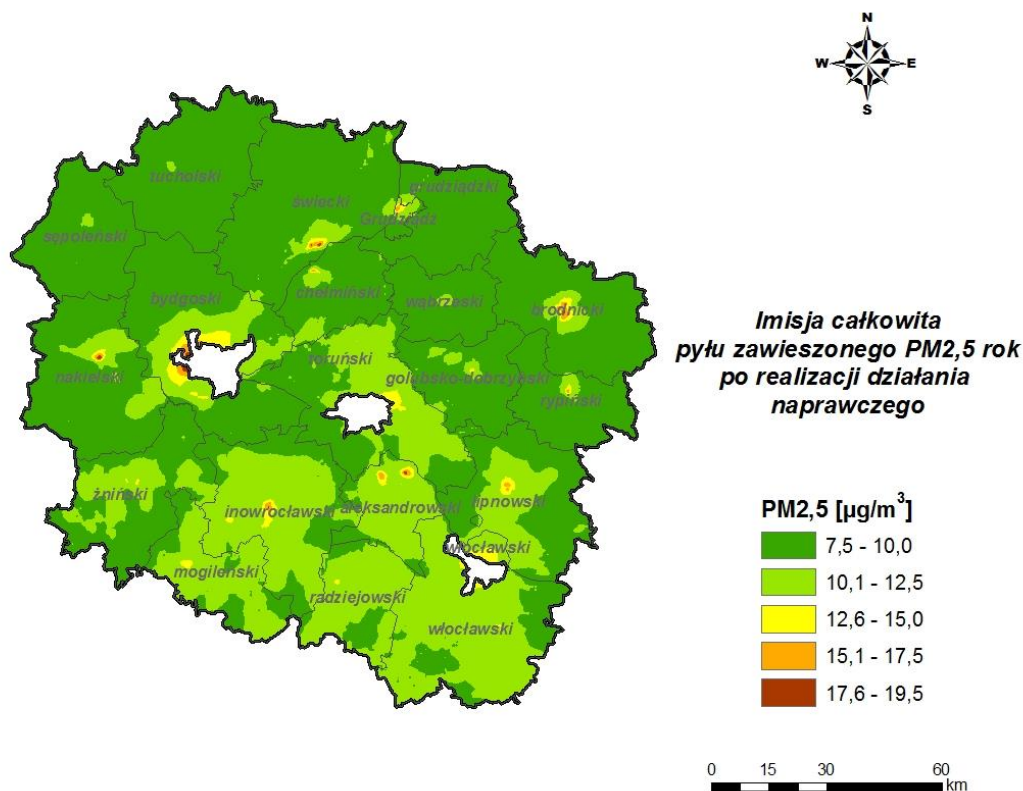 N
W E
S
tucholski
świecki
grudziądzki
Grudziądz
sępoleński
bydgoski
chełmiński
wąbrzeski
brodnicki
nakielski
toruński
golubsko-dobrzyński
rypiński
żniński
inowrocławski
aleksandrowski
lipnowski
włocławski
mogileński
radziejowski
włocławski
Imisja całkowita
pyłu zawieszonego PM2,5 rok
po realizacji działania
naprawczego
PM2,5 [µg/m³]
7,5 - 10,0
10,1 - 12,5
12,6 - 15,0
15,1 - 17,5
17,6 - 19,5
0 15 30 60
km